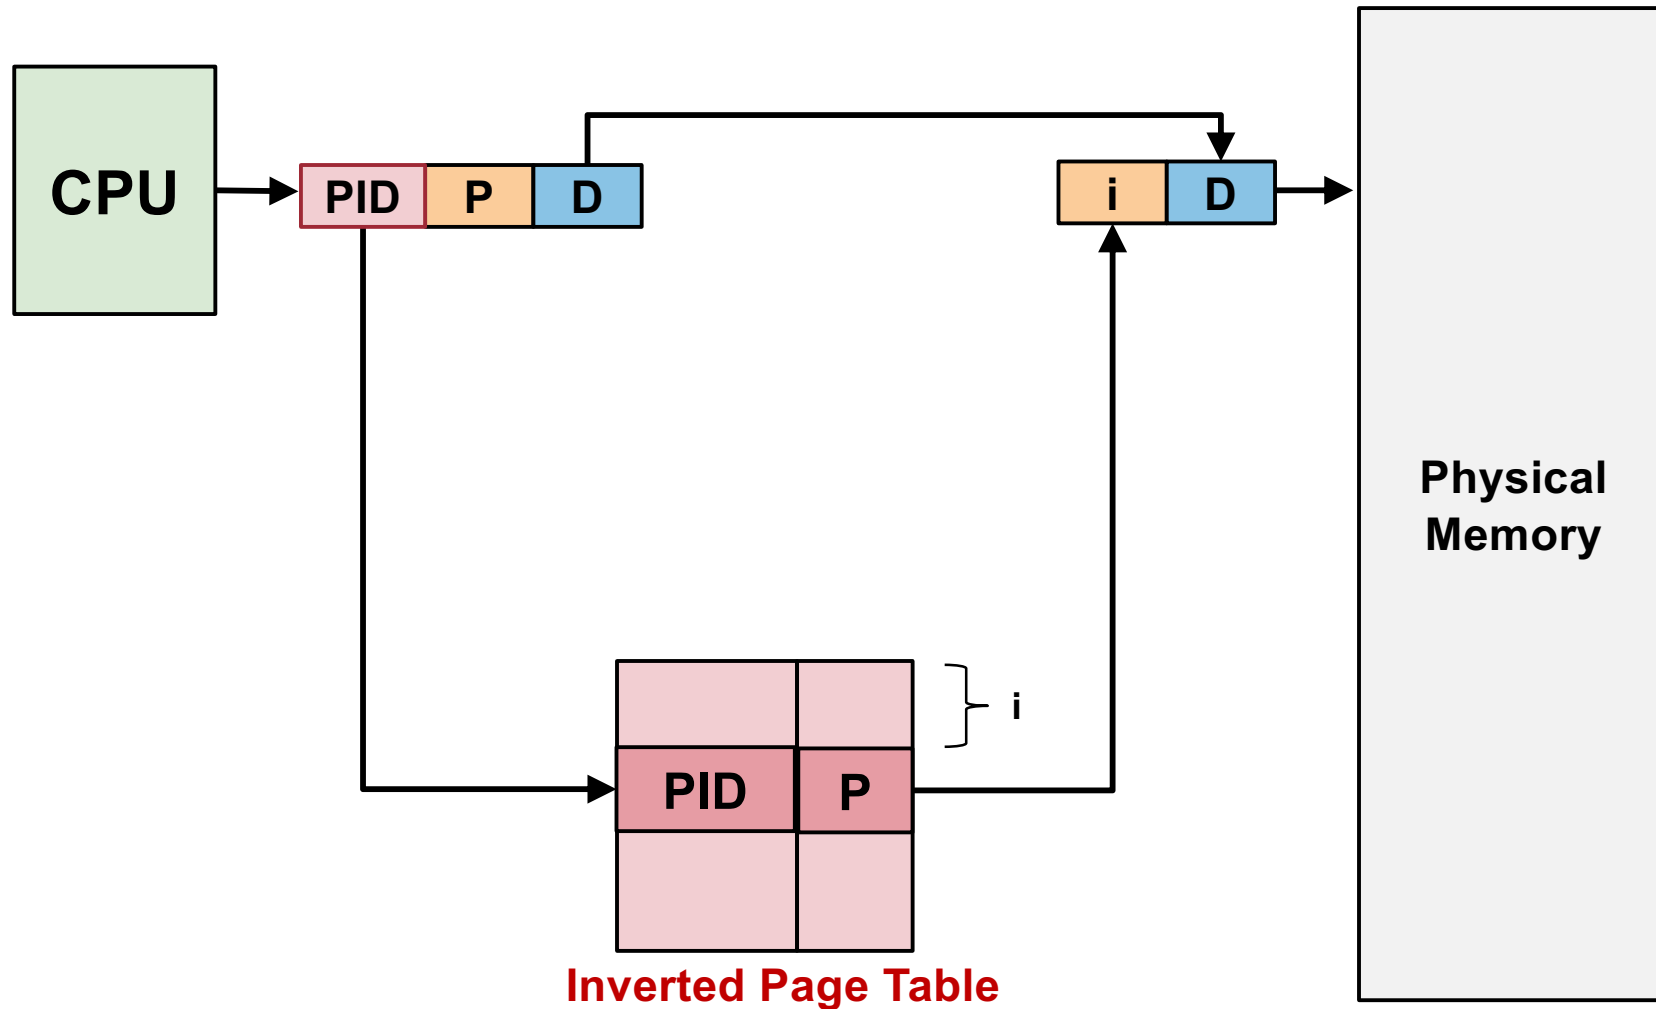 CPU
PID P D
i D
Physical
Memory
i
PID P
Inverted Page Table